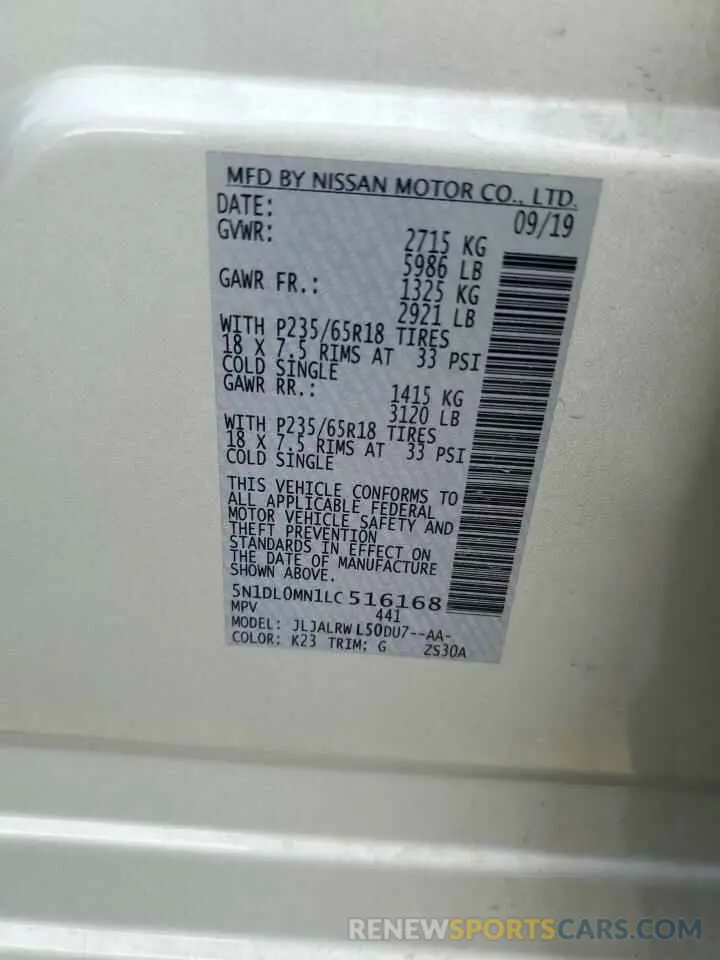 MFD BY NISSAN MOTOR CO., LTD.
DATE: 09/19
GVWR: 2715 KG
5986 LB
GAWR FR.: 1325 KG
2921 LB
WITH P235/65R18 TIRES
18 X 7.5 RIMS AT 33 PSI
COLD SINGLE
GAWR RR.: 1415 KG
3120 LB
WITH P235/65R18 TIRES
18 X 7.5 RIMS AT 33 PSI
COLD SINGLE
THIS VEHICLE CONFORMS TO
ALL APPLICABLE FEDERAL
MOTOR VEHICLE SAFETY AND
THEFT PREVENTION
STANDARDS IN EFFECT ON
THE DATE OF MANUFACTURE
SHOWN ABOVE.
5N1DL0MN1LC516168
MPV 441
MODEL: JLJALRWL50DU7--AA-
COLOR: K23 TRIM: G ZS30A
RENEWSPORTSCARS.COM